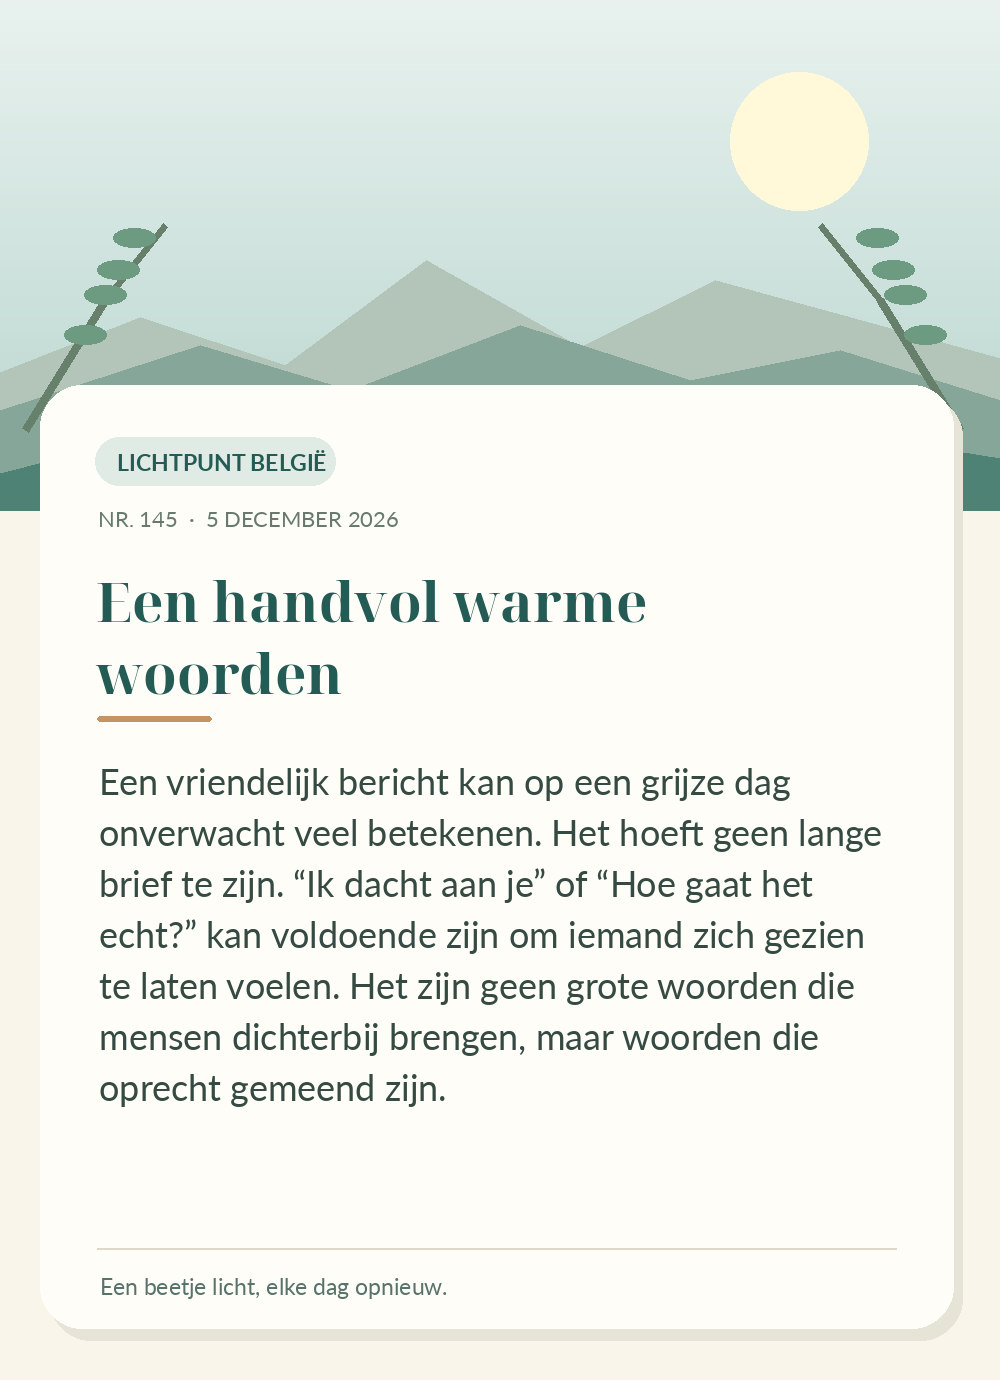 LICHTPUNT BELGIË
NR. 145 · 5 DECEMBER 2026
Een handvol warme
woorden
Een vriendelijk bericht kan op een grijze dag
onverwacht veel betekenen. Het hoeft geen lange
brief te zijn. “Ik dacht aan je” of “Hoe gaat het
echt?” kan voldoende zijn om iemand zich gezien
te laten voelen. Het zijn geen grote woorden die
mensen dichterbij brengen, maar woorden die
oprecht gemeend zijn.
Een beetje licht, elke dag opnieuw.